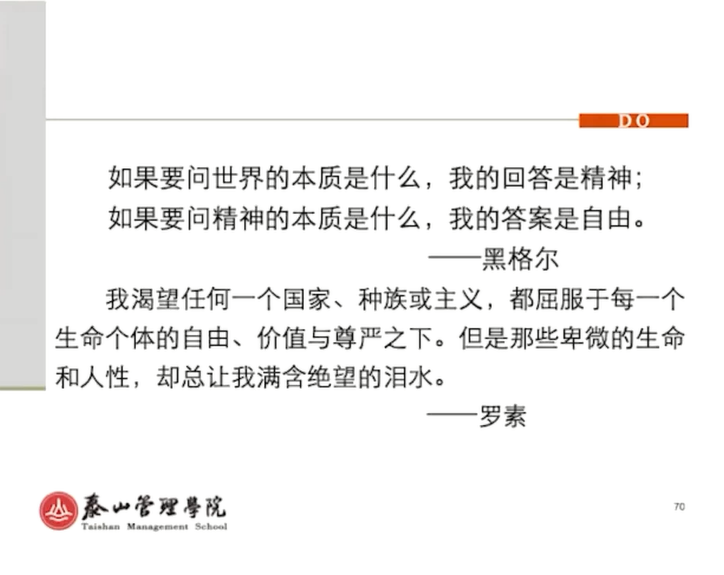 DO
如果要问世界的本质是什么，我的回答是精神；
如果要问精神的本质是什么，我的答案是自由。
——黑格尔
我渴望任何一个国家、种族或主义，都屈服于每一个
生命个体的自由、价值与尊严之下。但是那些卑微的生命
和人性，却总让我满含绝望的泪水。
——罗素
泰山管理學院
Taishan Management School
70